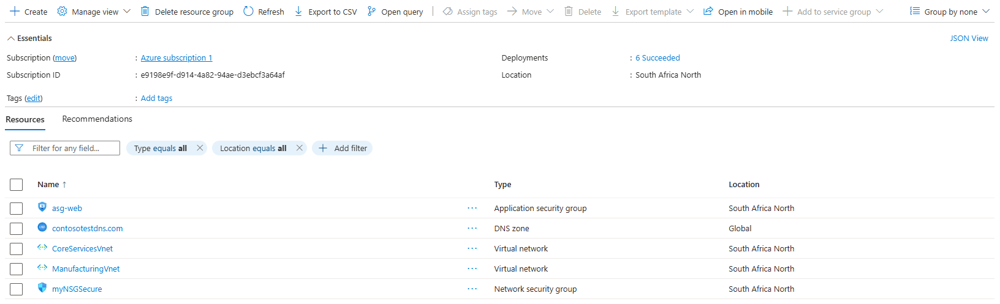 Create Manage view Delete resource group Refresh Export to CSV Open query Assign tags Move Delete Export template Open in mobile Add to service group Group by none
Essentials JSON View
Subscription (move) : Azure subscription 1 Deployments : 6 Succeeded
Subscription ID : e9198e9f-d914-4a82-94ae-d3ebcf3a64af Location : South Africa North
Tags (edit) : Add tags
Resources Recommendations
Filter for any field... Type equals all Location equals all Add filter
Name ↑ Type Location
asg-web ... Application security group South Africa North
contosotestdns.com ... DNS zone Global
CoreServicesVnet ... Virtual network South Africa North
ManufacturingVnet ... Virtual network South Africa North
myNSGSecure ... Network security group South Africa North